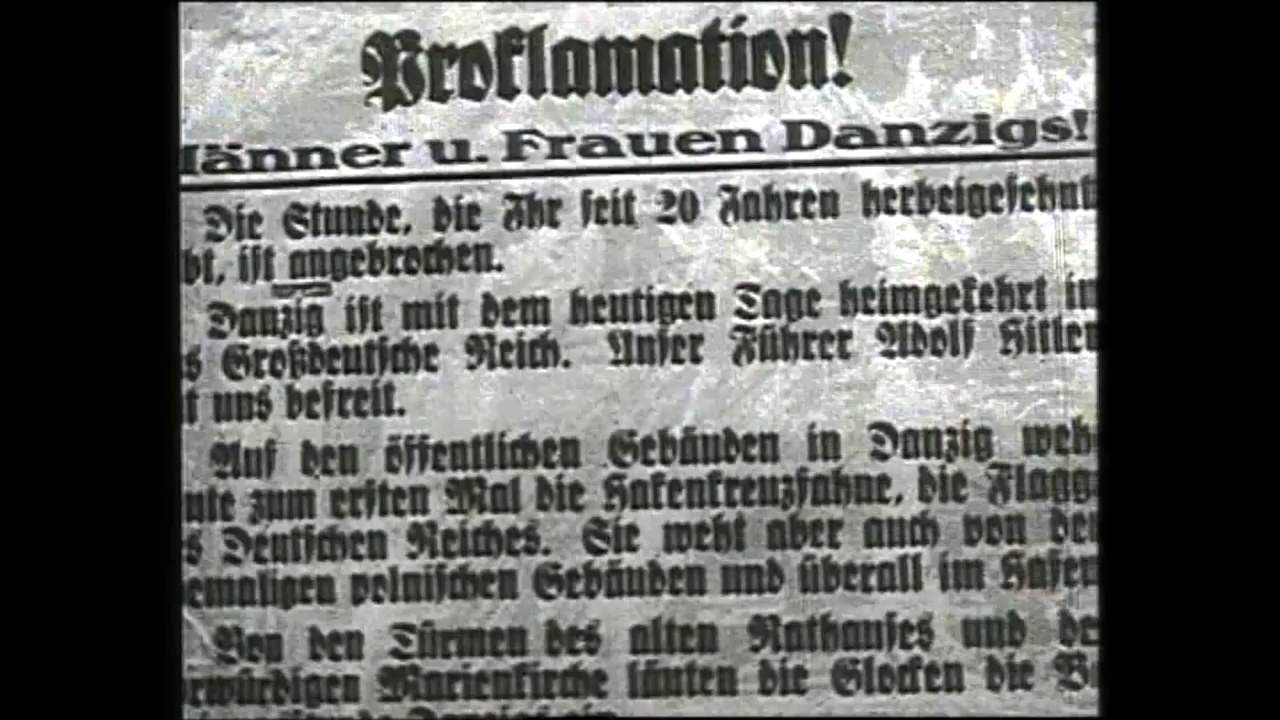 Proklamation!
änner u. Frauen Danzigs!
Die Stunde, die Ihr seit 20 Jahren herbeigesehnt
bt, ist angebrochen.
Danzig ist mit dem heutigen Tage heimgekehrt in
s Großdeutsche Reich. Unser Führer Adolf Hitler
t uns befreit.
Auf den öffentlichen Gebäuden in Danzig weh
ute zum ersten Mal die Hakenkreuzfahne, die Flagg
s Deutschen Reiches. Sie weht aber auch von den
emaligen polnischen Gebäuden und überall im Hafen
Von den Türmen des alten Rathauses und de
rwürdigen Marienkirche läuten die Glocken die B